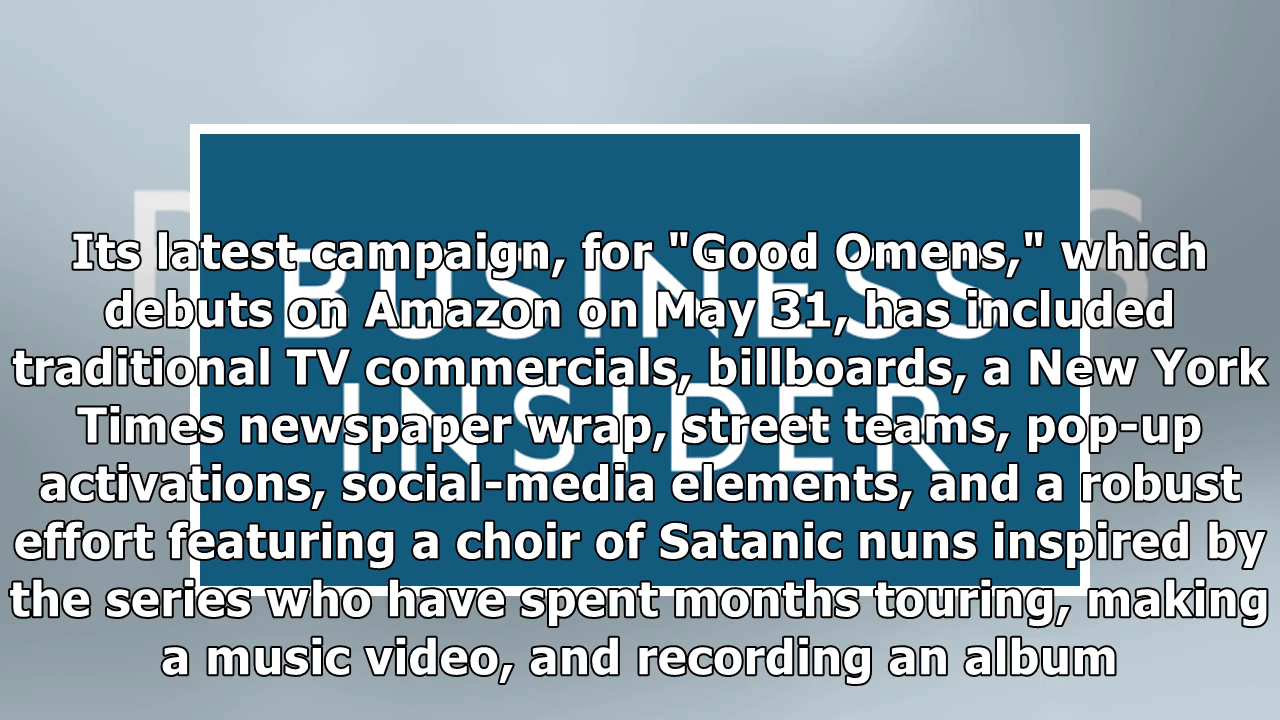 Its latest campaign, for "Good Omens," which
debuts on Amazon on May 31, has included
traditional TV commercials, billboards, a New York
Times newspaper wrap, street teams, pop-up
activations, social-media elements, and a robust
effort featuring a choir of Satanic nuns inspired by
the series who have spent months touring, making
a music video, and recording an album
BUSINESS
INSIDER